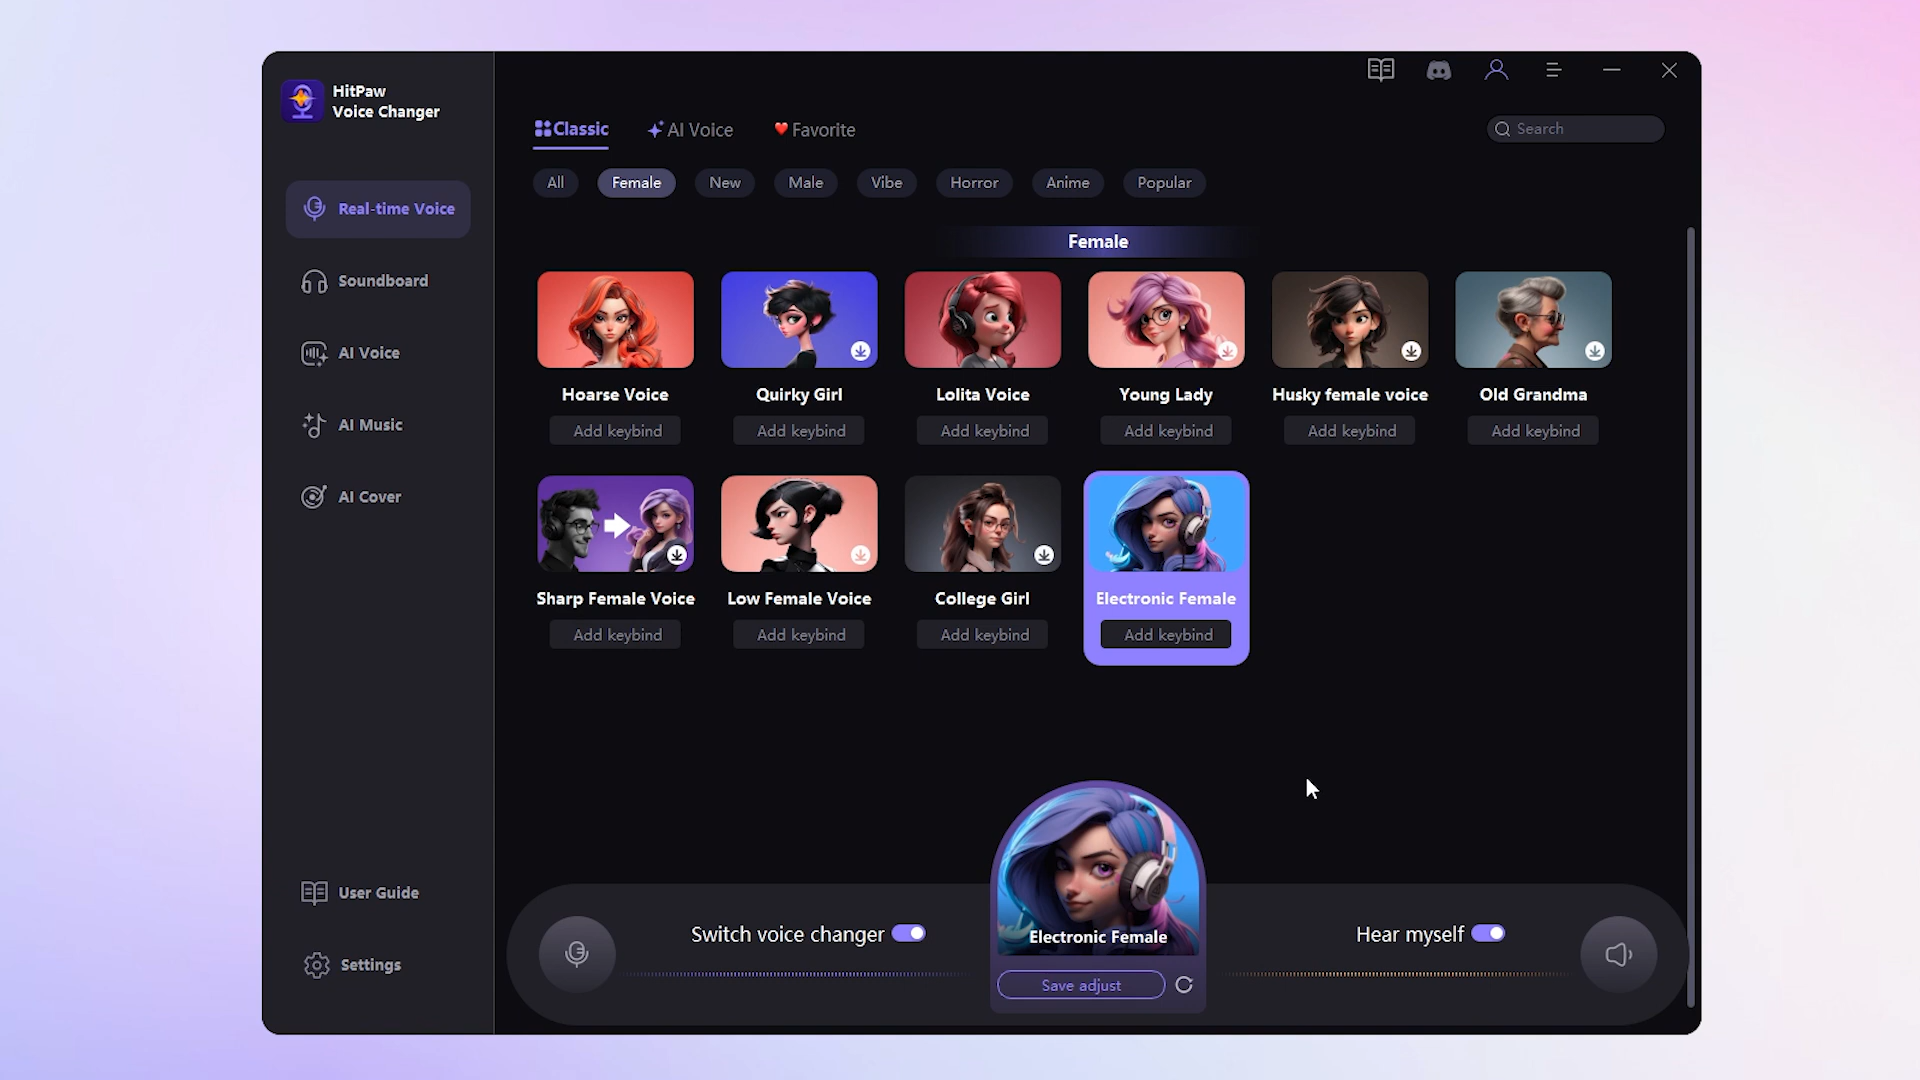 HitPaw
Voice Changer
Real-time Voice
Soundboard
AI Voice
AI Music
AI Cover
User Guide
Settings
Classic
AI Voice
Favorite
Search
All
Female
New
Male
Vibe
Horror
Anime
Popular
Female
Hoarse Voice
Quirky Girl
Lolita Voice
Young Lady
Husky female voice
Old Grandma
Add keybind
Add keybind
Add keybind
Add keybind
Add keybind
Add keybind
Sharp Female Voice
Low Female Voice
College Girl
Electronic Female
Add keybind
Add keybind
Add keybind
Add keybind
Switch voice changer
Electronic Female
Save adjust
Hear myself